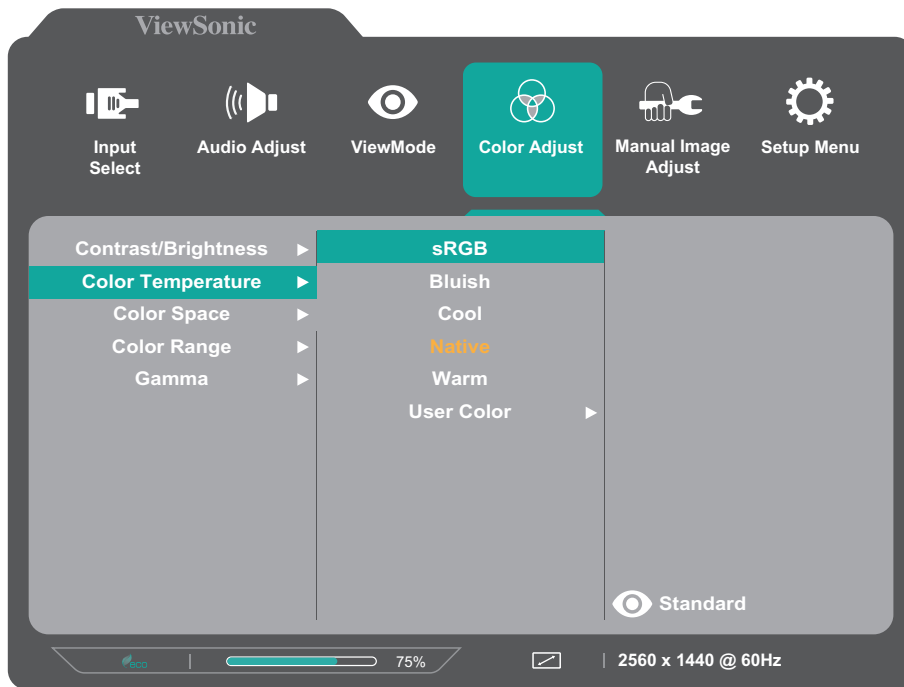 ViewSonic
Input
Select
Audio Adjust
ViewMode
Color Adjust
Manual Image
Adjust
Setup Menu
Contrast/Brightness
sRGB
Color Temperature
Bluish
Color Space
Cool
Color Range
Native
Gamma
Warm
User Color
Standard
eco
75%
2560 x 1440 @ 60Hz